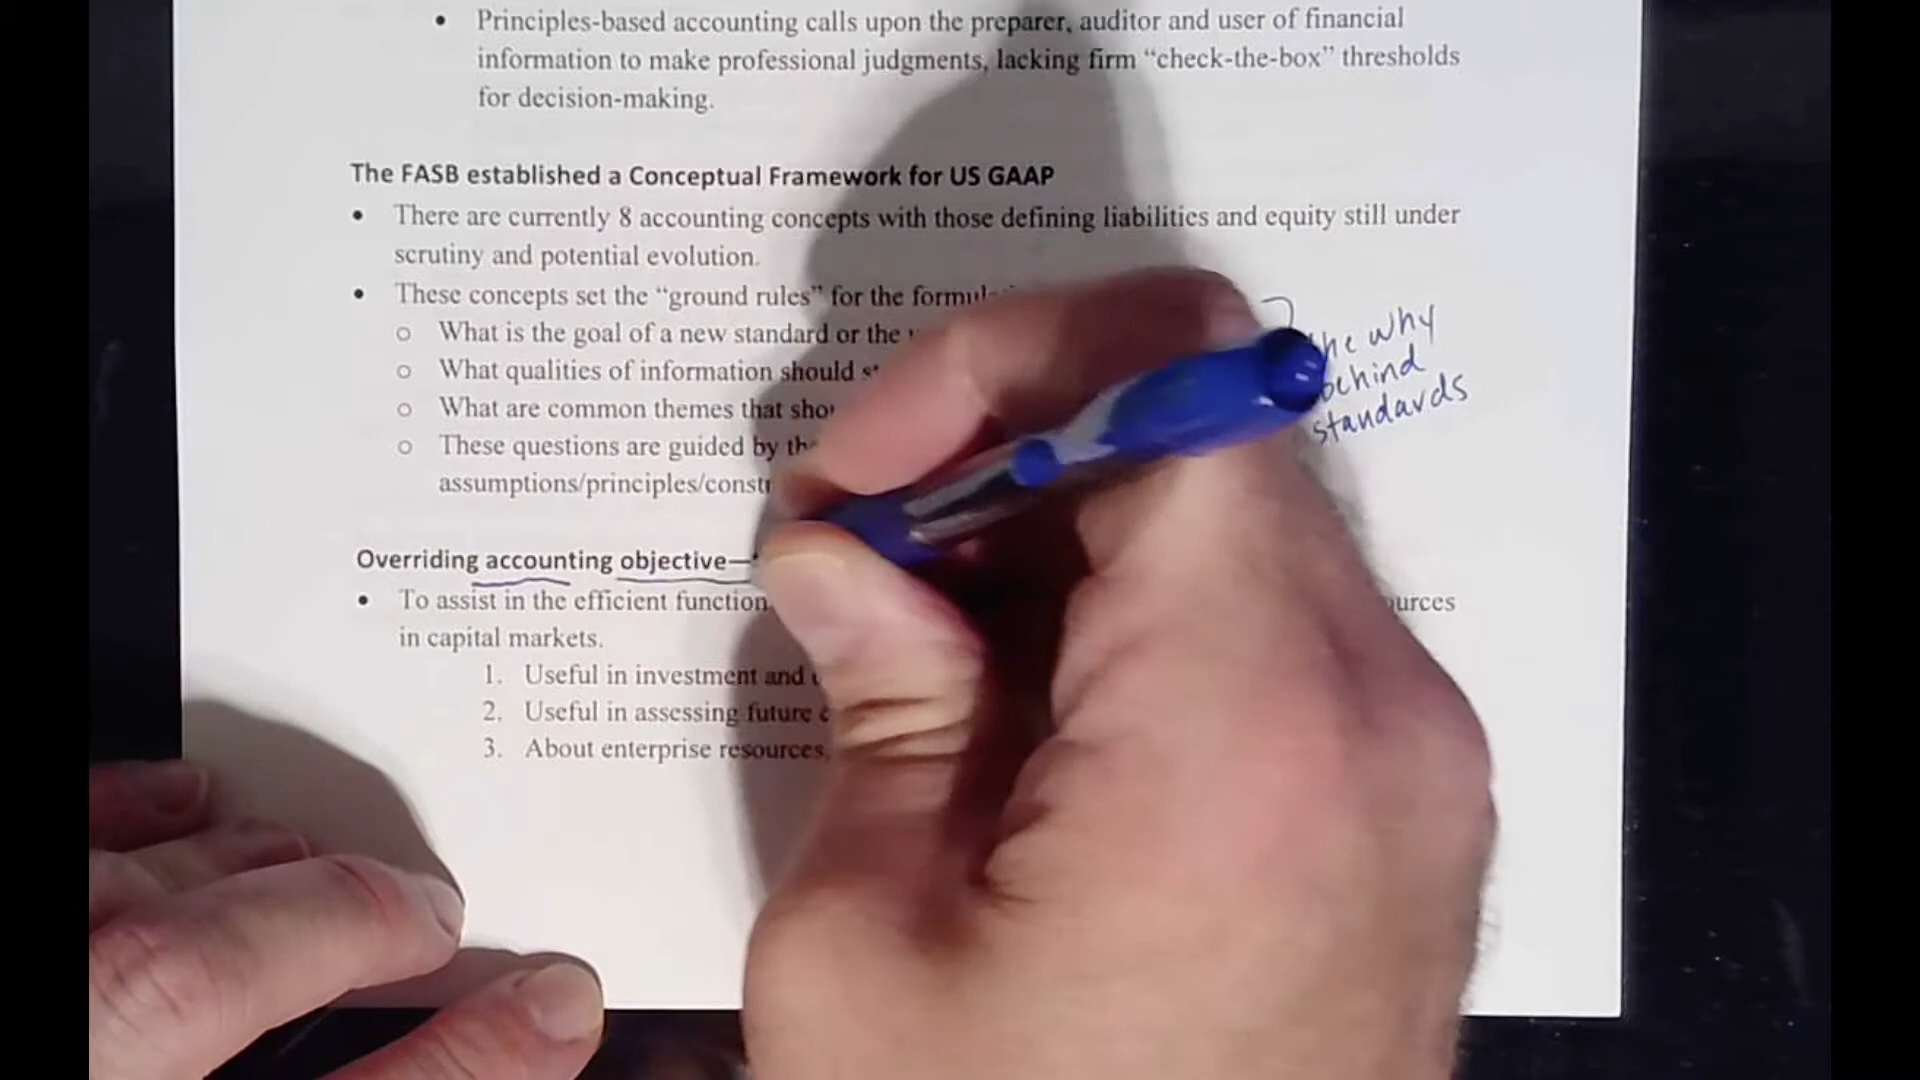 • Principles-based accounting calls upon the preparer, auditor and user of financial
information to make professional judgments, lacking firm “check-the-box” thresholds
for decision-making.
The FASB established a Conceptual Framework for US GAAP
• There are currently 8 accounting concepts with those defining liabilities and equity still under
scrutiny and potential evolution.
• These concepts set the “ground rules” for the
o What is the goal of a new standard or the
o What qualities of information should
o What are common themes that
o These questions are guided by
assumptions/principles/
the why
behind
standards
Overriding accounting objective—
• To assist in the efficient
in capital markets.
1. Useful in investment and
2. Useful in assessing future
3. About enterprise resources,